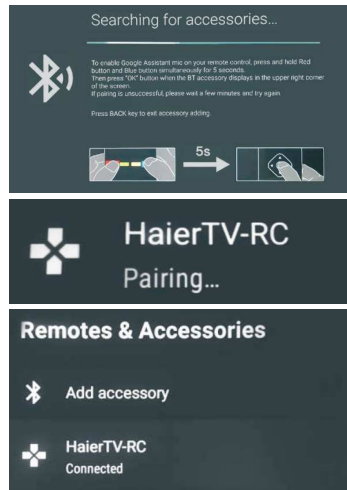 Searching for accessories...
To enable Google Assistant mic on your remote control, press and hold Red
button and Blue button simultaneously for 5 seconds.
Then press "OK" button when the BT accessory displays in the upper right corner
of the screen.
If pairing is unsuccessful, please wait a few minutes and try again.
Press BACK key to exit accessory adding.
5s
HaierTV-RC
Pairing...
Remotes & Accessories
Add accessory
HaierTV-RC
Connected